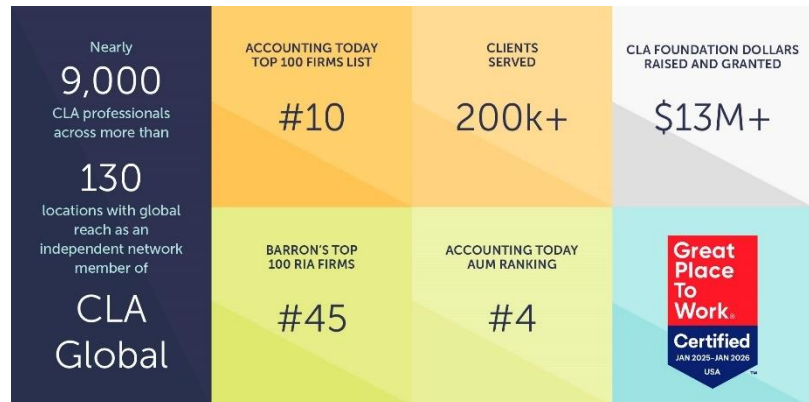 Nearly
9,000
CLA professionals
across more than
130
locations with global
reach as an
independent network
member of
CLA
Global
ACCOUNTING TODAY
TOP 100 FIRMS LIST
#10
CLIENTS
SERVED
200k+
CLA FOUNDATION DOLLARS
RAISED AND GRANTED
$13M+
BARRON'S TOP
100 RIA FIRMS
#45
ACCOUNTING TODAY
AUM RANKING
#4
Great
Place
To
Work®
Certified
JAN 2025–JAN 2026
USA
™